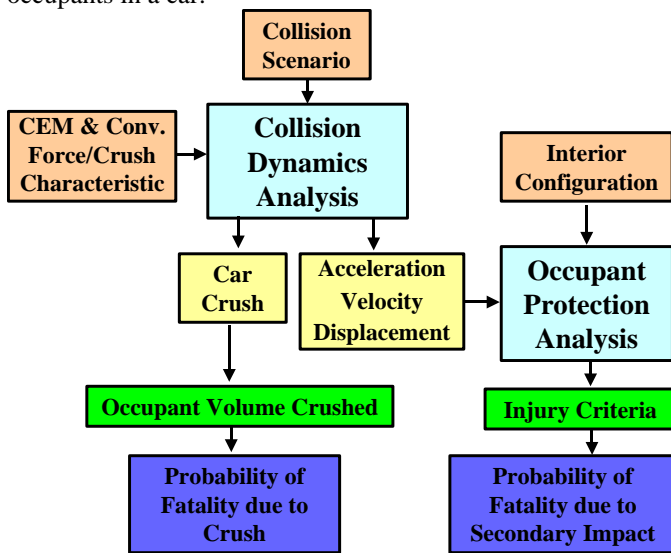 occupants in a car.
Collision
Scenario
CEM & Conv.
Force/Crush
Characteristic
Collision
Dynamics
Analysis
Interior
Configuration
Car
Crush
Acceleration
Velocity
Displacement
Occupant
Protection
Analysis
Occupant Volume Crushed
Injury Criteria
Probability of
Fatality due to
Crush
Probability of
Fatality due to
Secondary Impact